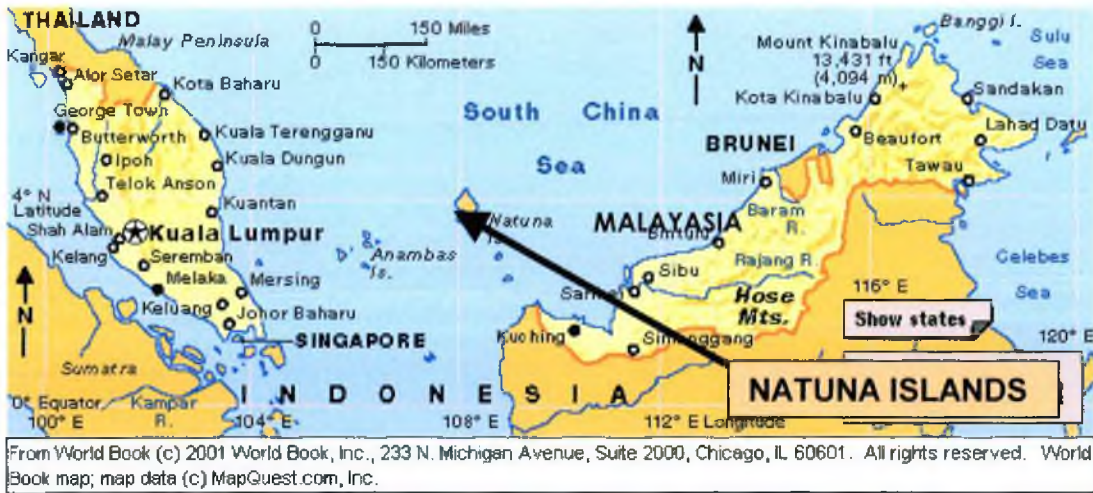 THAILAND
Malay Peninsula
0 150 Miles
0 150 Kilometers
N
Banggi I.
Sulu
Sea
Mount Kinabalu
13,431 ft
(4,094 m)
Kangar
Alor Setar
Kota Baharu
Kota Kinabalu
Sandakan
George Town
Butterworth
Kuala Terengganu
South China
Sea
BRUNEI
Beaufort
Lahad Datu
Ipoh
Kuala Dungun
Tawau
Miri
Telok Anson
4° N
Latitude
Kuantan
Natuna
MALAYASIA
Baram
R.
Shah Alam
Kuala Lumpur
Anambas
Is.
Bintulu
Kelang
Seremban
Rajang R.
Celebes
Sea
Melaka
Mersing
Sibu
116° E
Keluang
Hose
Mts.
N
Johor Baharu
Show states
Kuching
Simanggang
120° E
SINGAPORE
Sumatra
INDONESIA
NATUNA ISLANDS
0° Equator
Kampar
R.
100° E
104° E
108° E
112° E Longitude
From World Book (c) 2001 World Book, Inc., 233 N. Michigan Avenue, Suite 2000, Chicago, IL 60601. All rights reserved. World
Book map; map data (c) MapQuest.com, Inc.